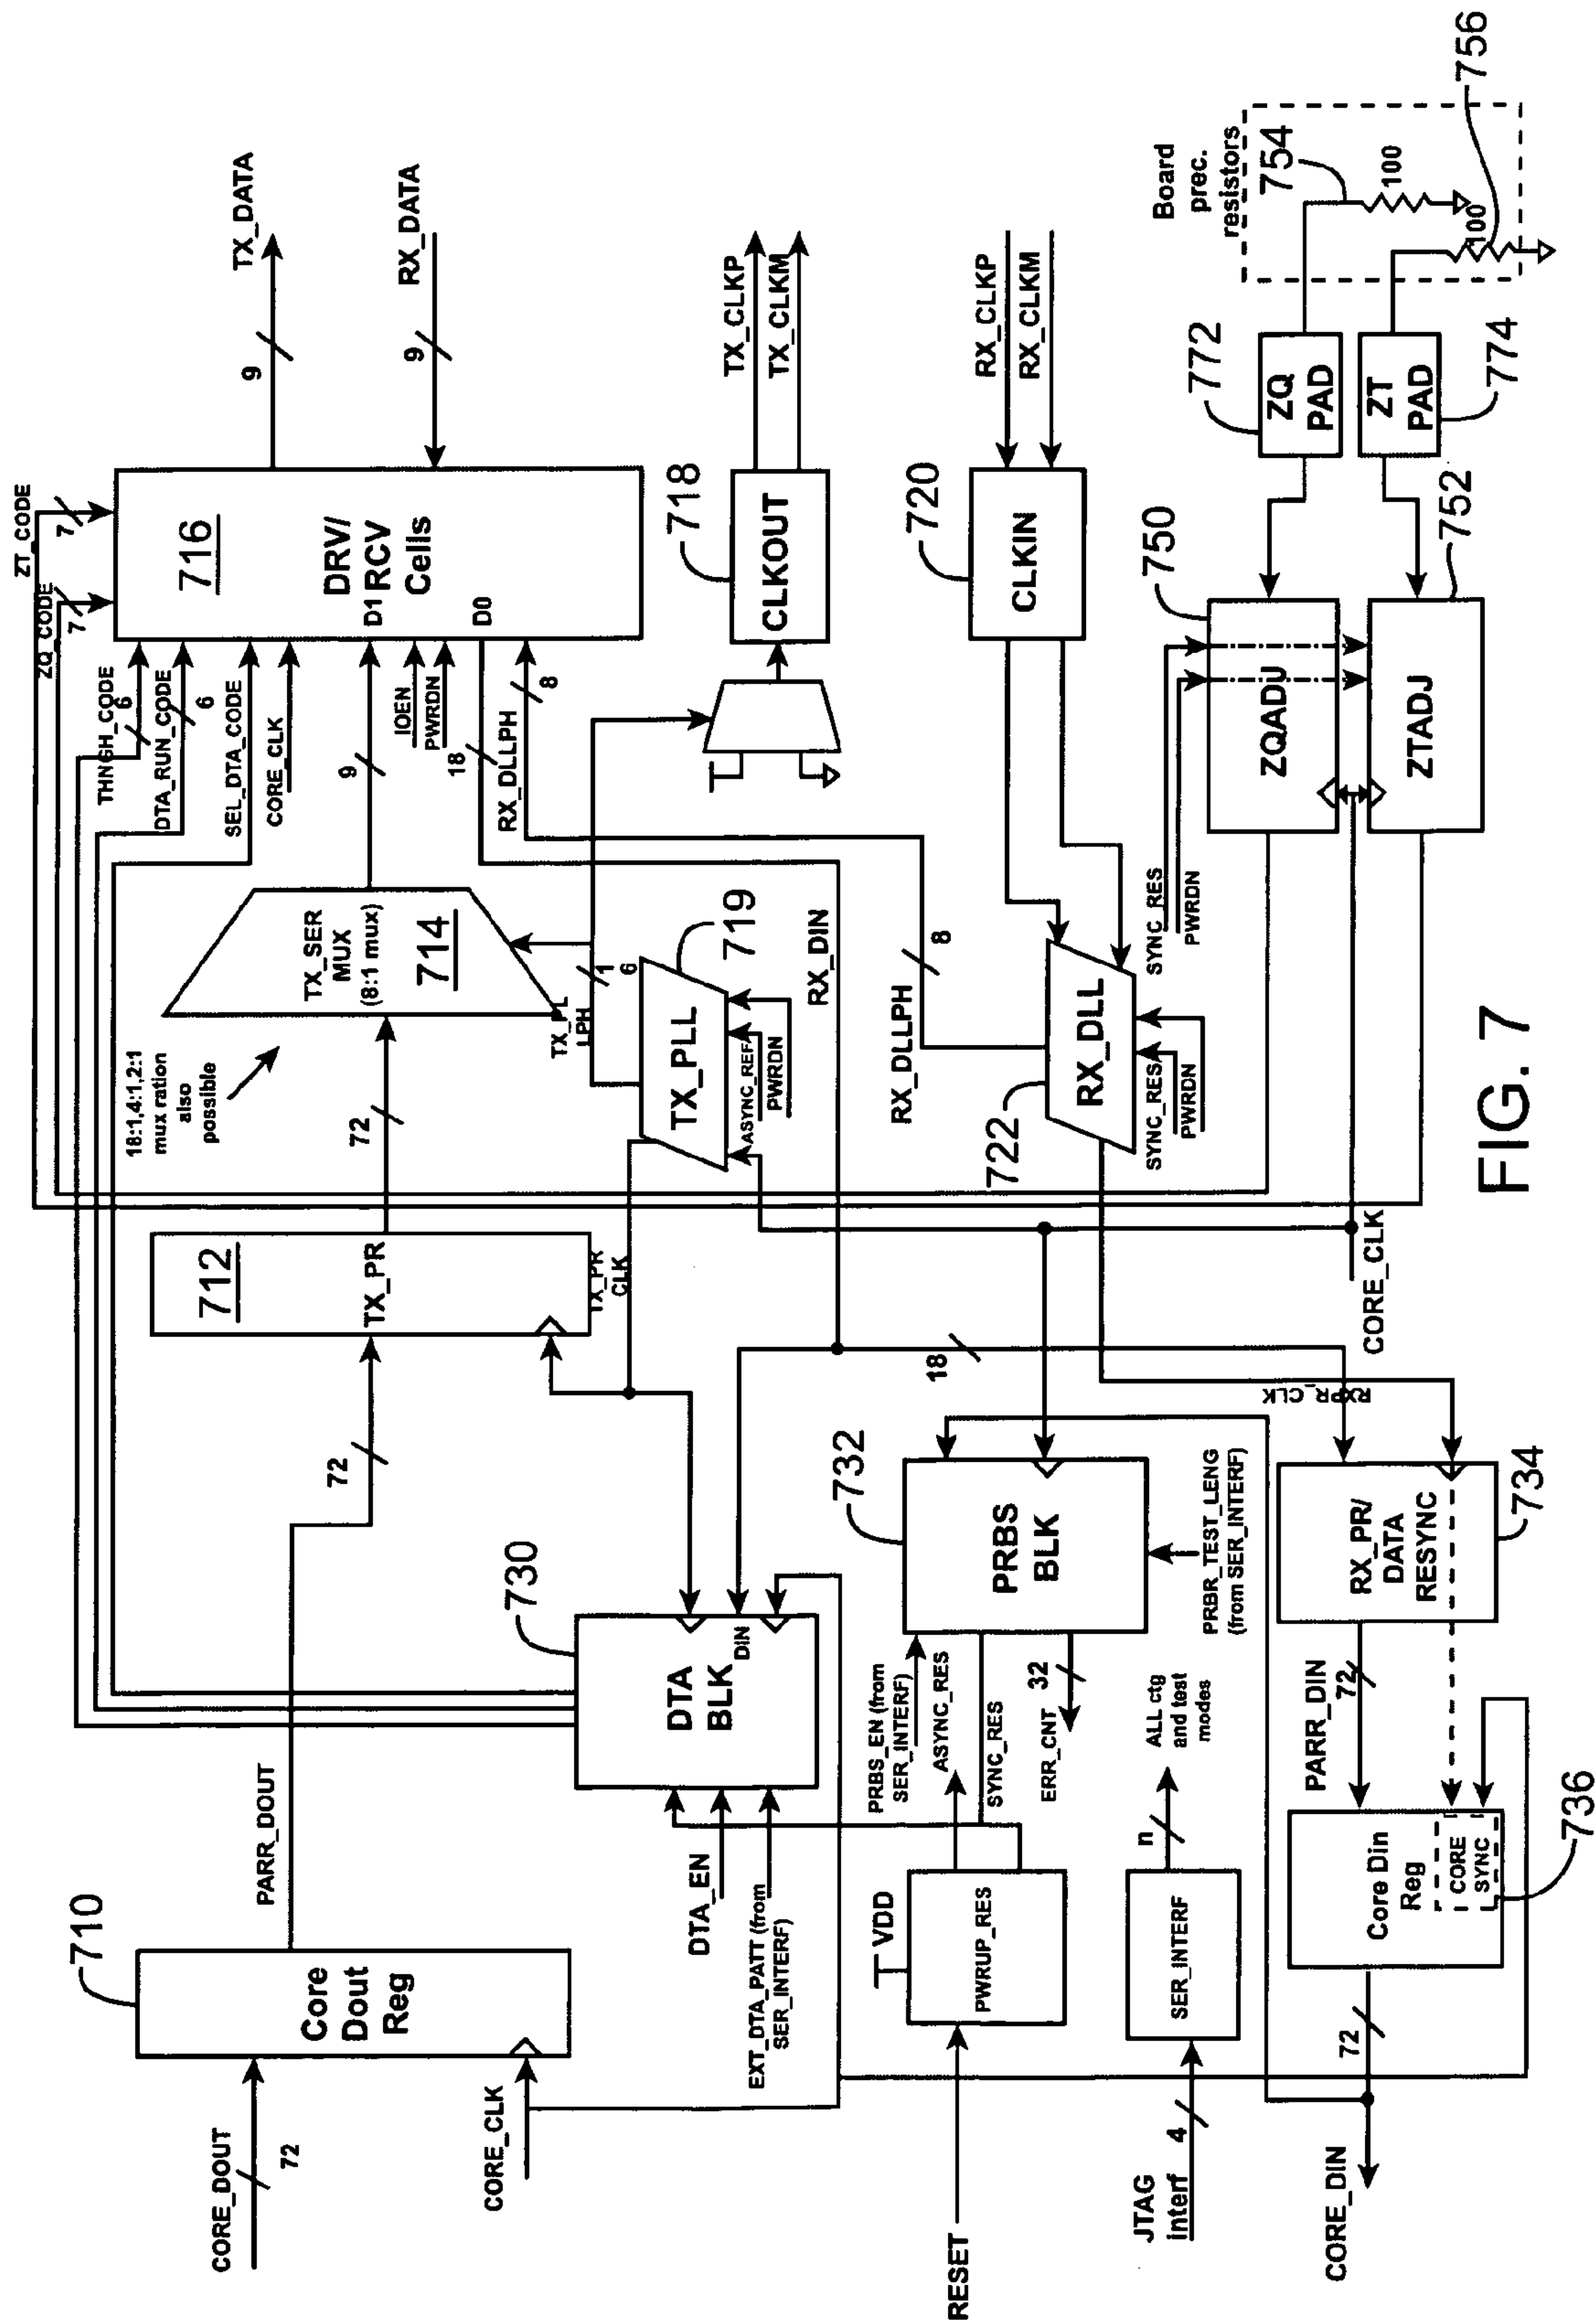 710
CORE_DOUT
72
CORE_CLK
Core
Dout
Reg
PARR_DOUT
72
712
TX_PR
TX_PR
CLK
72
18:1,4:1,2:1
mux ration
also
possible
TX_SER
MUX
(8:1 mux)
714
9
ZT_CODE
7
ZQ_CODE
7
THNGH_CODE
6
DTA_RUN_CODE
6
SEL_DTA_CODE
CORE_CLK
D1
IOEN
PWRDN
18
D0
RX_DLLPH
8
716
DRV/
RCV
Cells
9
TX_DATA
9
RX_DATA
DTA_EN
EXT_DTA_PATT (from
SER_INTERF)
730
DTA
BLK
DIN
TX_PL
LPH
1
6
TX_PLL
719
ASYNC_REF
PWRDN
RX_DIN
718
CLKOUT
TX_CLKP
TX_CLKM
RESET
VDD
PWRUP_RES
PRBS_EN (from
SER_INTERF)
ASYNC_RES
SYNC_RES
32
ERR_CNT
732
PRBS
BLK
PRBR_TEST_LENG
(from SER_INTERF)
18
RX_DLLPH
8
722
RX_DLL
SYNC_RES
PWRDN
720
CLKIN
RX_CLKP
RX_CLKM
JTAG
interf
4
SER_INTERF
n
ALL ctg
and test
modes
SYNC_RES
PWRDN
750
ZQADJ
ZTADJ
752
772
ZQ
PAD
ZT
PAD
774
Board
prec.
resistors
754
100
100
756
CORE_DIN
72
Core Din
Reg
CORE
SYNC
736
PARR_DIN
72
RX_PR/
DATA
RESYNC
734
RXPR_CLK
CORE_CLK
FIG. 7